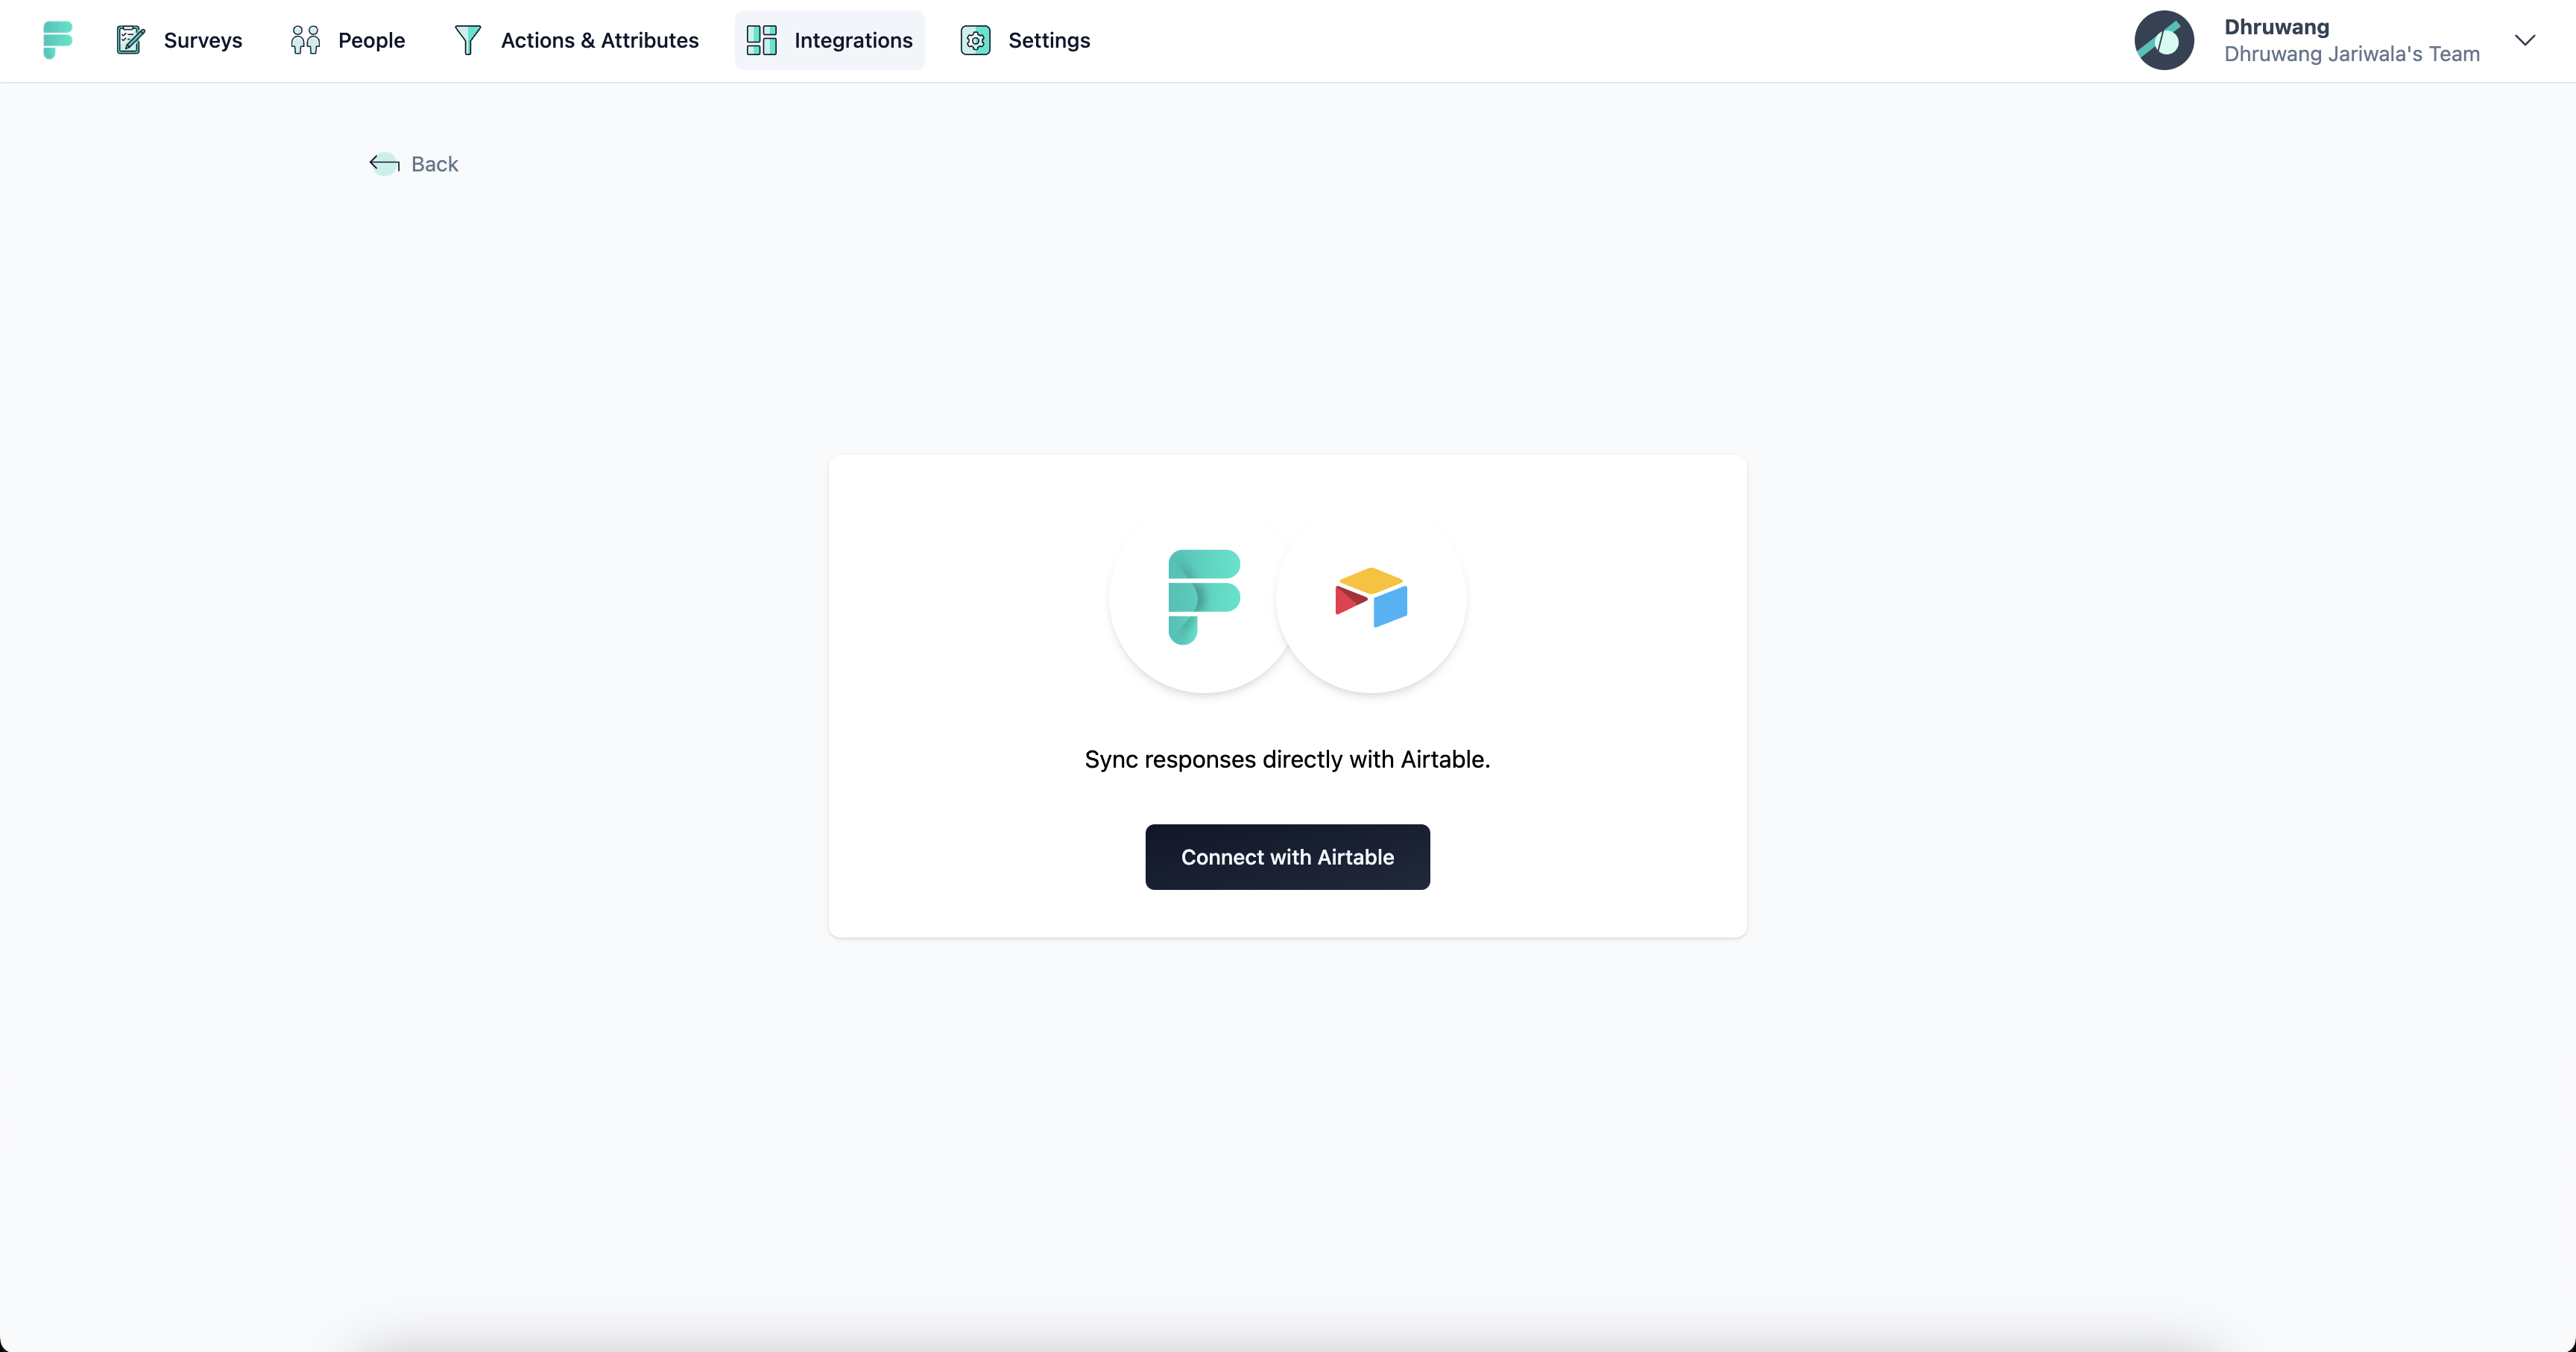 Surveys
People
Actions & Attributes
Integrations
Settings
Dhruwang
Dhruwang Jariwala's Team
Back
Sync responses directly with Airtable.
Connect with Airtable